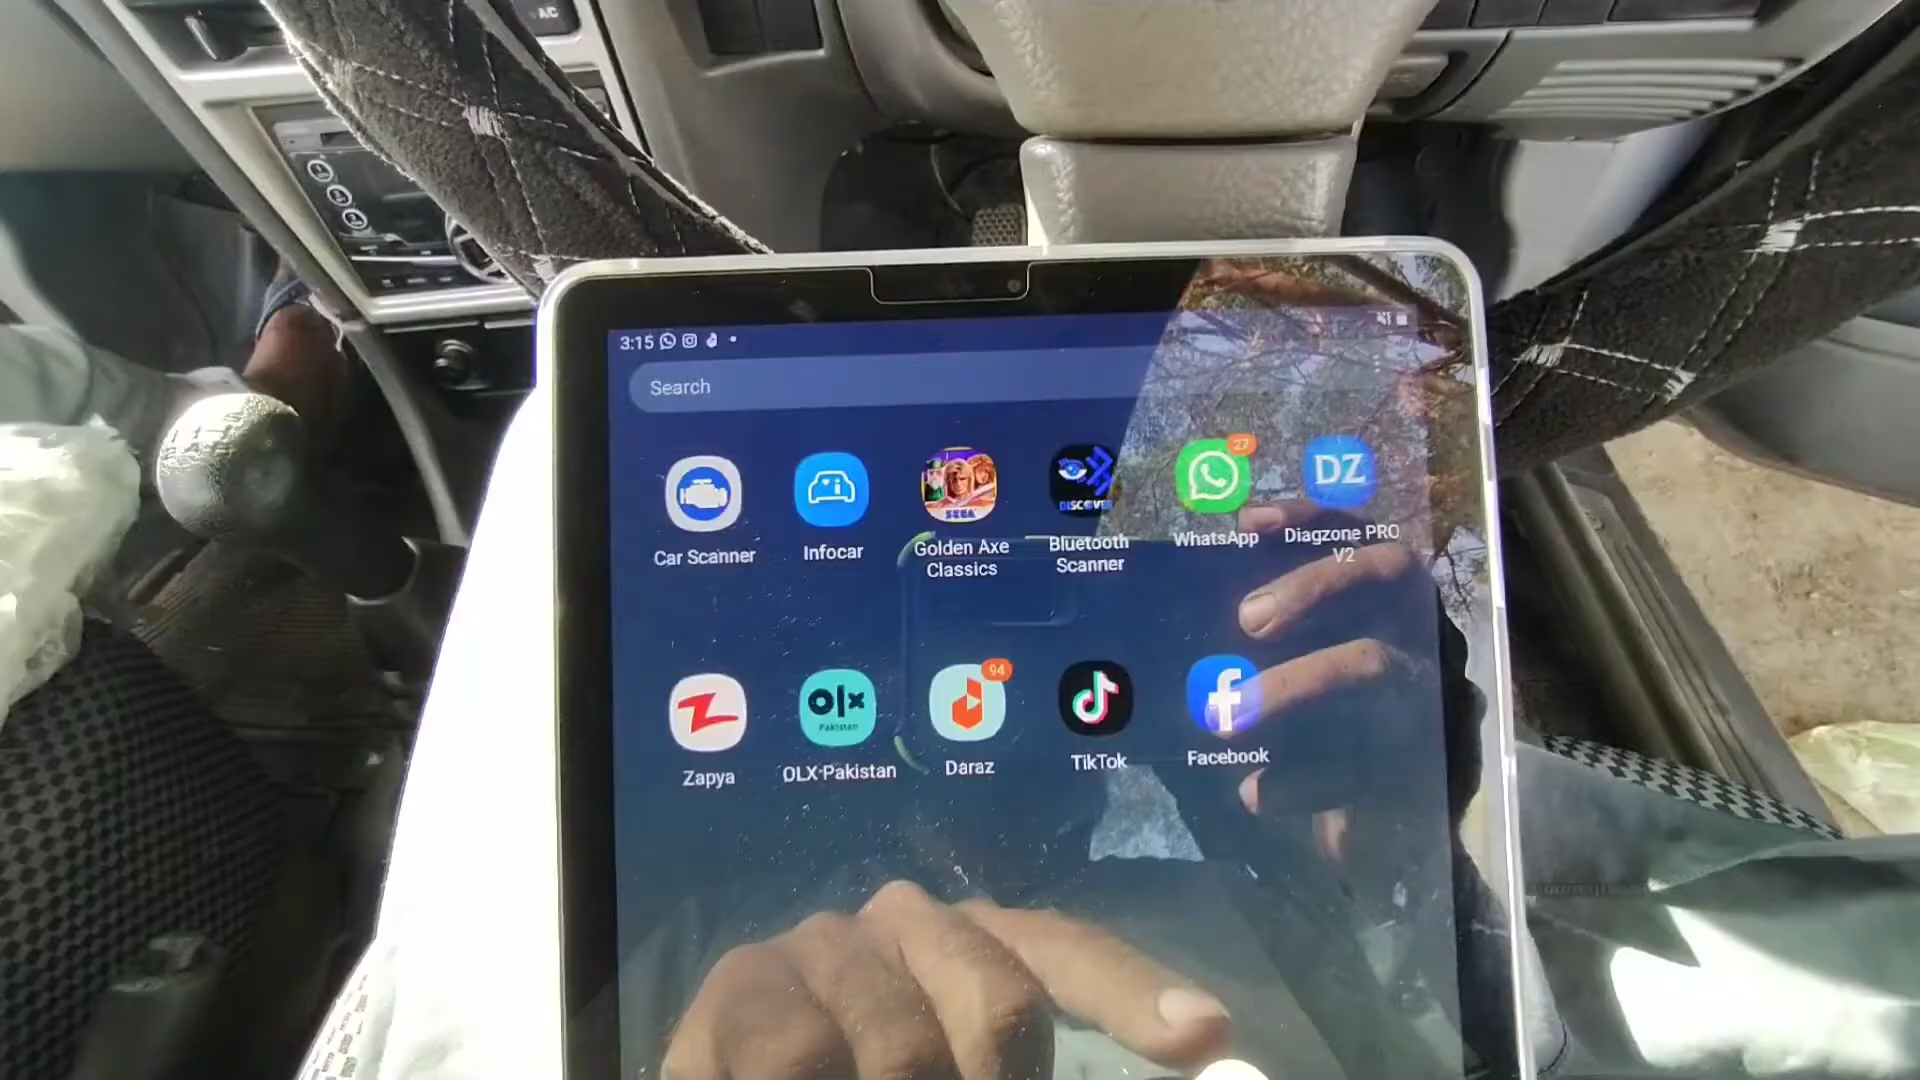 A/C
3:15
Search
SEGA
DISCOVER
27
DZ
Car Scanner
Infocar
Golden Axe
Classics
Bluetooth
Scanner
WhatsApp
Diagzone PRO
V2
olx
Pakistan
94
Zapya
OLX Pakistan
Daraz
TikTok
Facebook